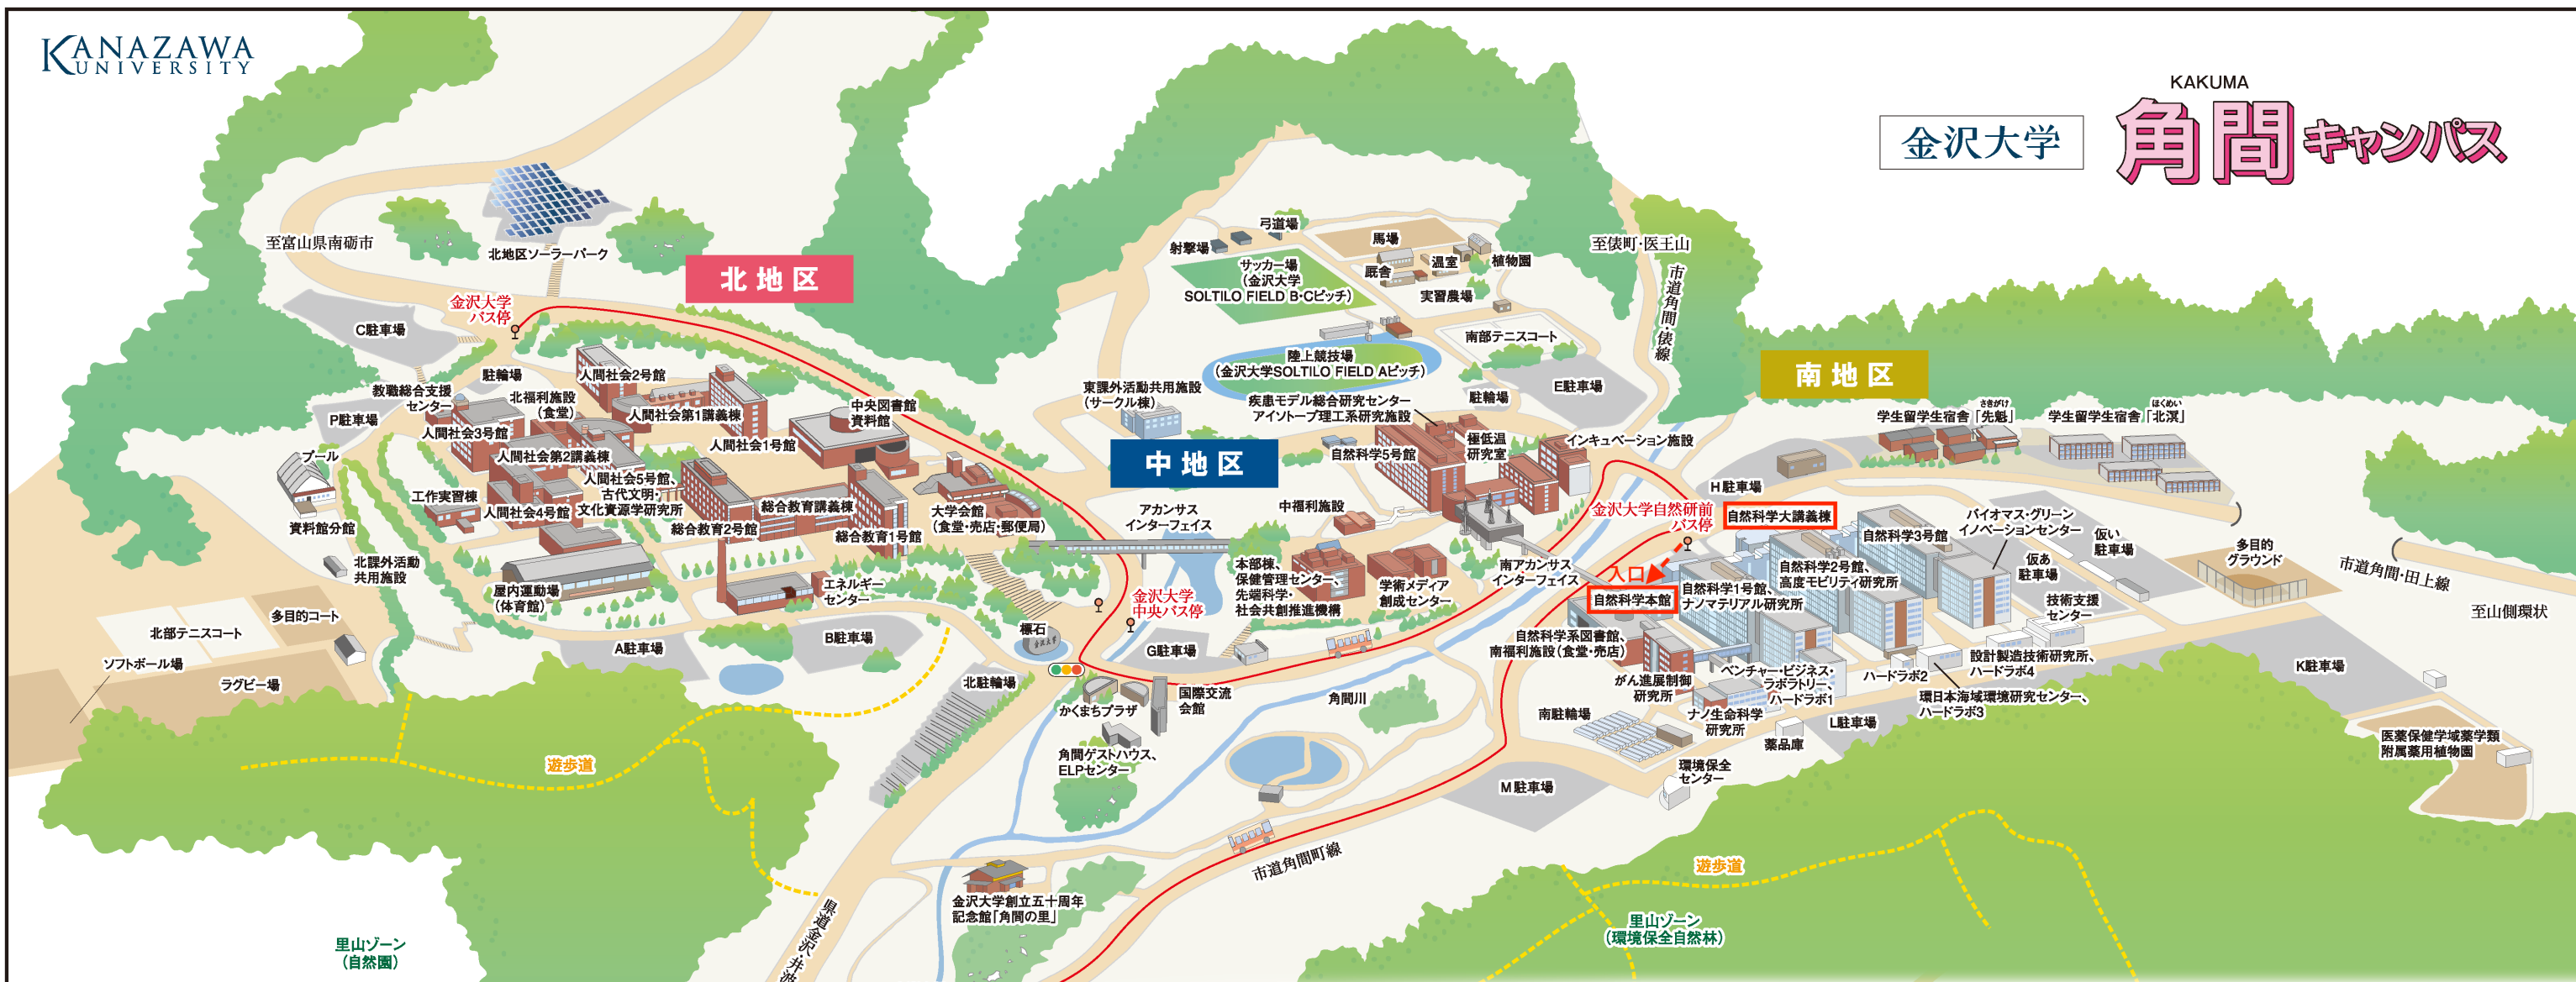 KANAZAWA
UNIVERSITY
KAKUMA
金沢大学
角間キャンパス
至富山県南砺市
北地区ソーラーパーク
北地区
金沢大学
バス停
C駐車場
駐輪場
教職総合支援
センター
P駐車場
北福利施設
(食堂)
人間社会2号館
人間社会第1講義棟
人間社会1号館
中央図書館
資料館
人間社会3号館
人間社会第2講義棟
人間社会5号館、
古代文明・
文化資源学研究所
人間社会4号館
工作実習棟
プール
資料館分館
北課外活動
共用施設
総合教育2号館
総合教育講義棟
総合教育1号館
大学会館
(食堂・売店・郵便局)
屋内運動場
(体育館)
エネルギー
センター
多目的コート
北部テニスコート
ソフトボール場
ラグビー場
A駐車場
B駐車場
標石
北駐輪場
遊歩道
里山ゾーン
(自然園)
県道金沢・井波
射撃場
弓道場
馬場
サッカー場
(金沢大学
SOLTILO FIELD B・Cピッチ)
厩舎
温室
植物園
実習農場
至俵町・医王山
市道角間・俵線
南部テニスコート
陸上競技場
(金沢大学SOLTILO FIELD Aピッチ)
東課外活動共用施設
(サークル棟)
E駐車場
駐輪場
疾患モデル総合研究センター
アイソトープ理工系研究施設
中地区
自然科学5号館
極低温
研究室
インキュベーション施設
アカンサス
インターフェイス
中福利施設
本部棟、
保健管理センター、
先端科学・
社会共創推進機構
学術メディア
創成センター
南アカンサス
インターフェイス
金沢大学
中央バス停
G駐車場
かくまちプラザ
国際交流
会館
角間ゲストハウス、
ELPセンター
角間川
金沢大学創立五十周年
記念館「角間の里」
市道角間町線
南地区
学生留学生宿舎「先魁」
さきがけ
学生留学生宿舎「北溟」
ほくめい
H駐車場
金沢大学自然研前
バス停
自然科学大講義棟
入口
自然科学本館
自然科学3号館
バイオマス・グリーン
イノベーションセンター
仮い
駐車場
仮あ
駐車場
自然科学2号館、
高度モビリティ研究所
自然科学1号館、
ナノマテリアル研究所
技術支援
センター
多目的
グラウンド
市道角間・田上線
至山側環状
自然科学系図書館、
南福利施設(食堂・売店)
がん進展制御
研究所
ベンチャー・ビジネス・
ラボラトリー、
ハードラボ1
ハードラボ2
設計製造技術研究所、
ハードラボ4
環日本海域環境研究センター、
ハードラボ3
ナノ生命科学
研究所
薬品庫
L駐車場
K駐車場
南駐輪場
環境保全
センター
M駐車場
医薬保健学域薬学類
附属薬用植物園
遊歩道
里山ゾーン
(環境保全自然林)